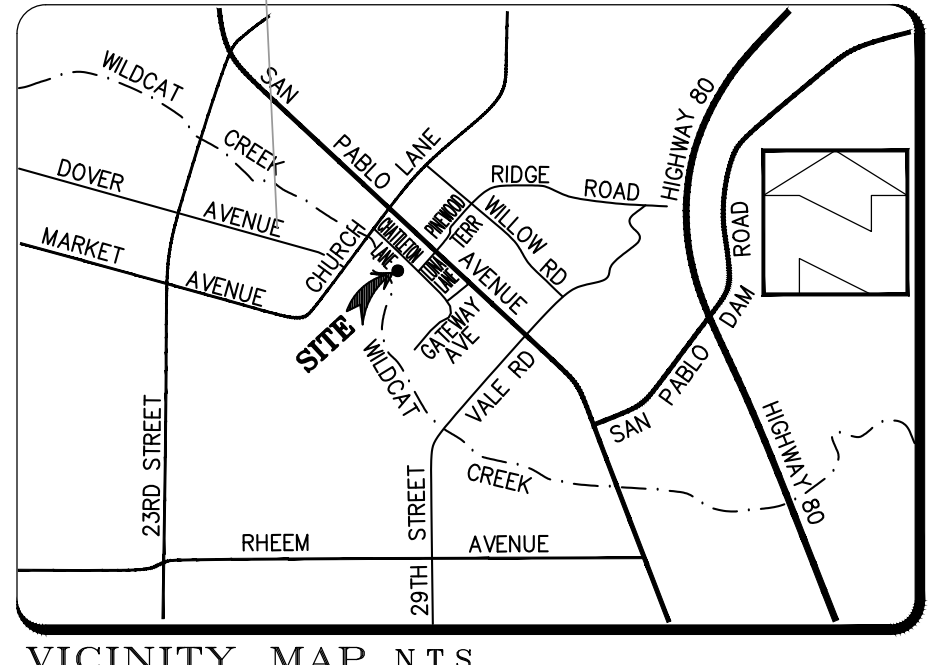 WILDCAT
CREEK
SAN
PABLO
AVENUE
LANE
CHURCH
DOVER
AVENUE
MARKET
AVENUE
PINEWOOD
TERR
RIDGE
ROAD
WILLOW
RD
HIGHWAY 80
ROAD
DAM
PABLO
SAN
CHATTLETON
LANE
LANE
GATEWAY
AVE
SITE
WILDCAT
CREEK
VALE RD
HIGHWAY 80
23RD STREET
29TH STREET
RHEEM
AVENUE
VICINITY MAP N T S